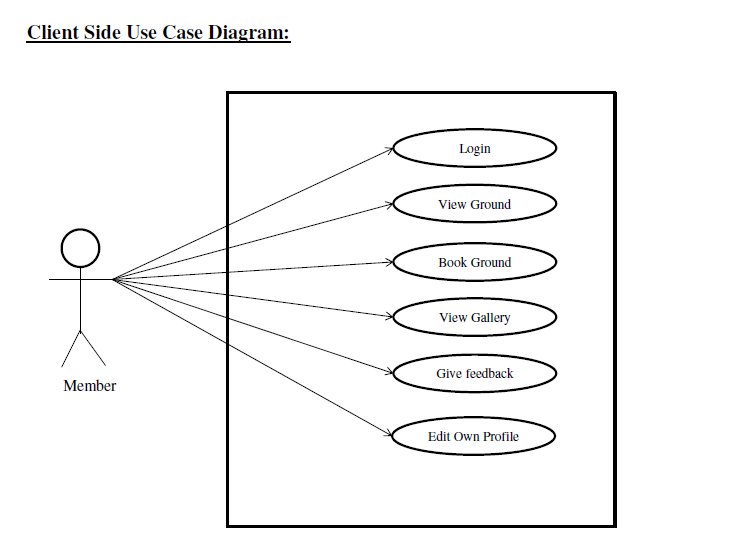 Client Side Use Case Diagram:
Login
View Ground
Book Ground
View Gallery
Give feedback
Member
Edit Own Profile